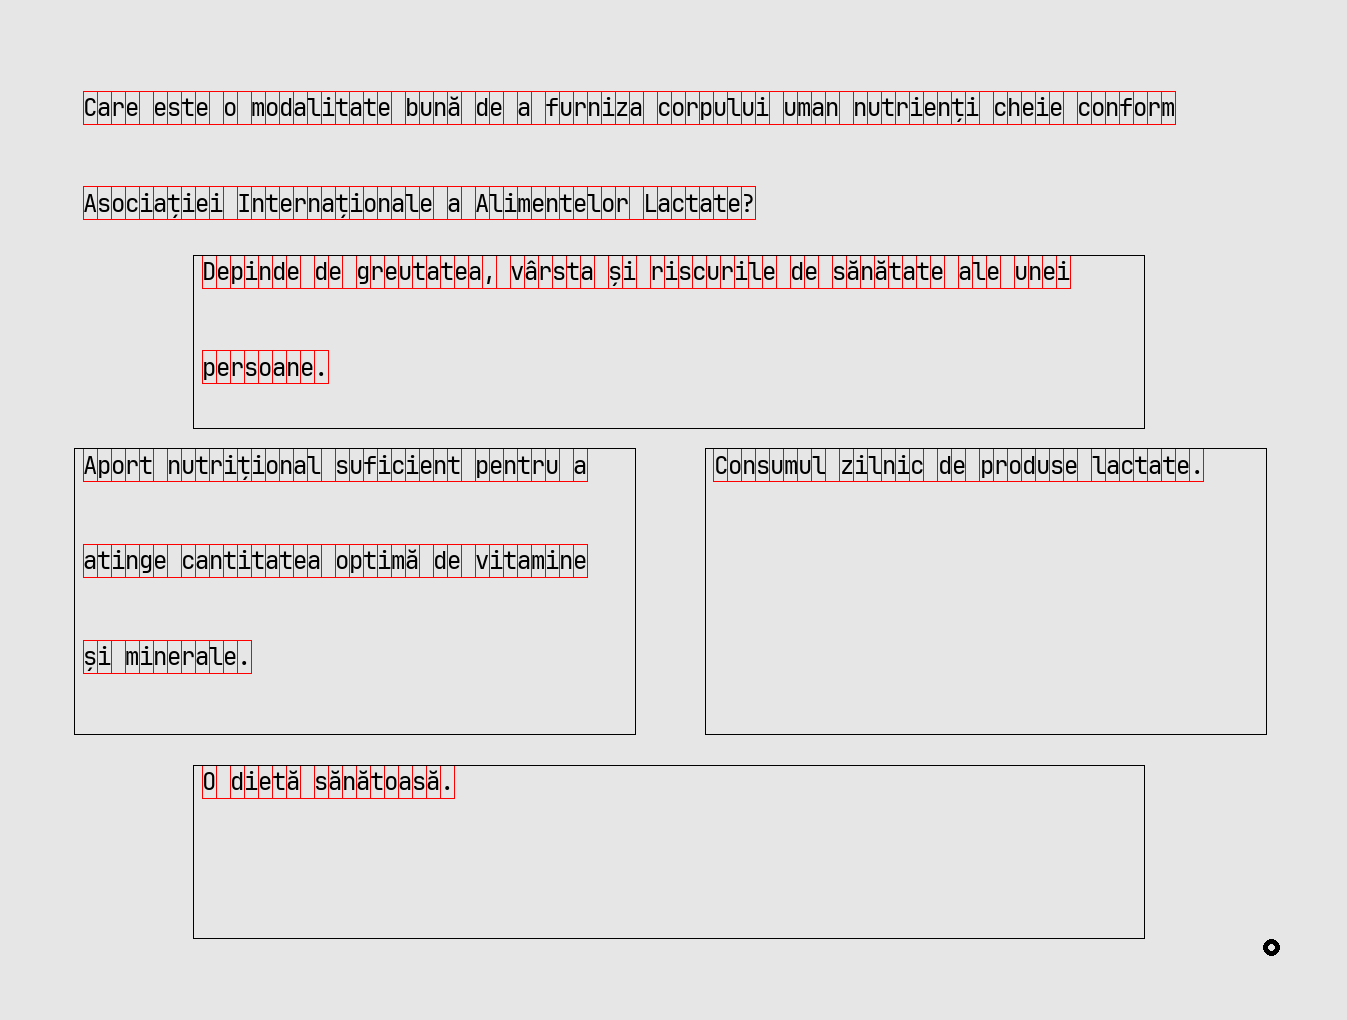 Care este o modalitate bună de a furniza corpului uman nutrienți cheie conform
Asociației Internaționale a Alimentelor Lactate?
Depinde de greutatea, vârsta și riscurile de sănătate ale unei
persoane.
Aport nutrițional suficient pentru a
atinge cantitatea optimă de vitamine
și minerale.
Consumul zilnic de produse lactate.
O dietă sănătoasă.